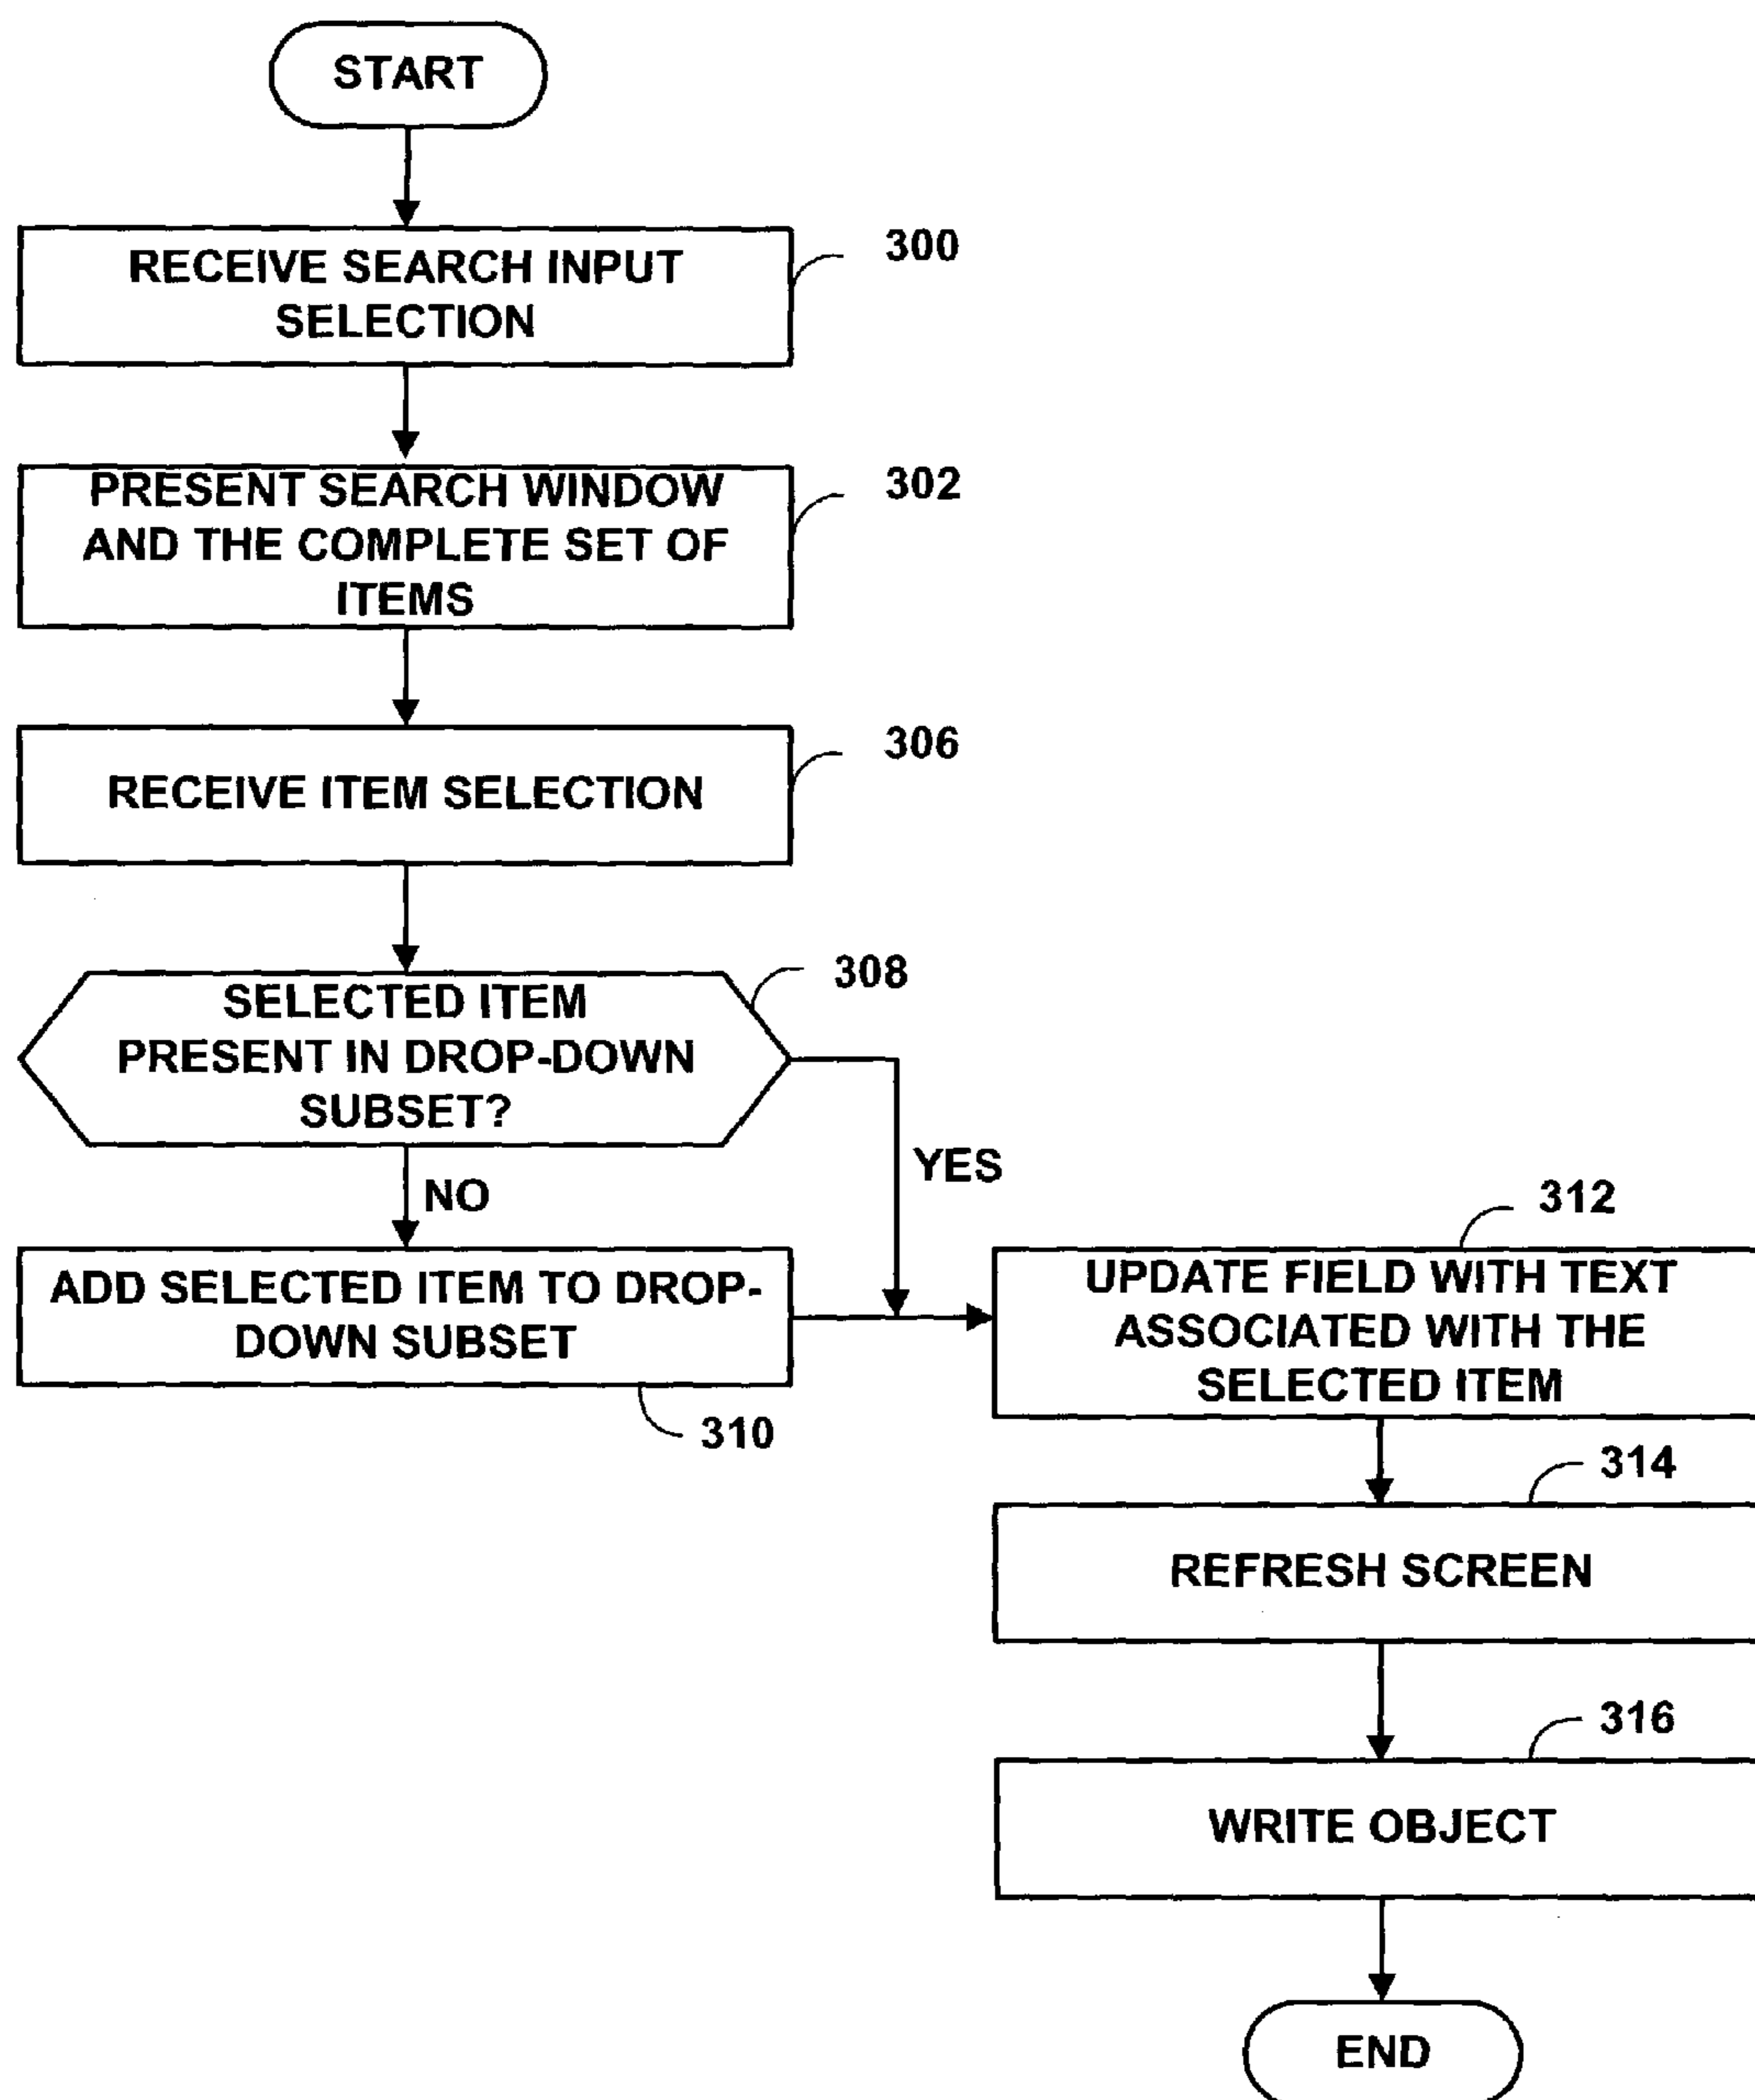 START
RECEIVE SEARCH INPUT
SELECTION
300
PRESENT SEARCH WINDOW
AND THE COMPLETE SET OF
ITEMS
302
RECEIVE ITEM SELECTION
306
SELECTED ITEM
PRESENT IN DROP-DOWN
SUBSET?
308
YES
NO
ADD SELECTED ITEM TO DROP-
DOWN SUBSET
310
312
UPDATE FIELD WITH TEXT
ASSOCIATED WITH THE
SELECTED ITEM
314
REFRESH SCREEN
316
WRITE OBJECT
END